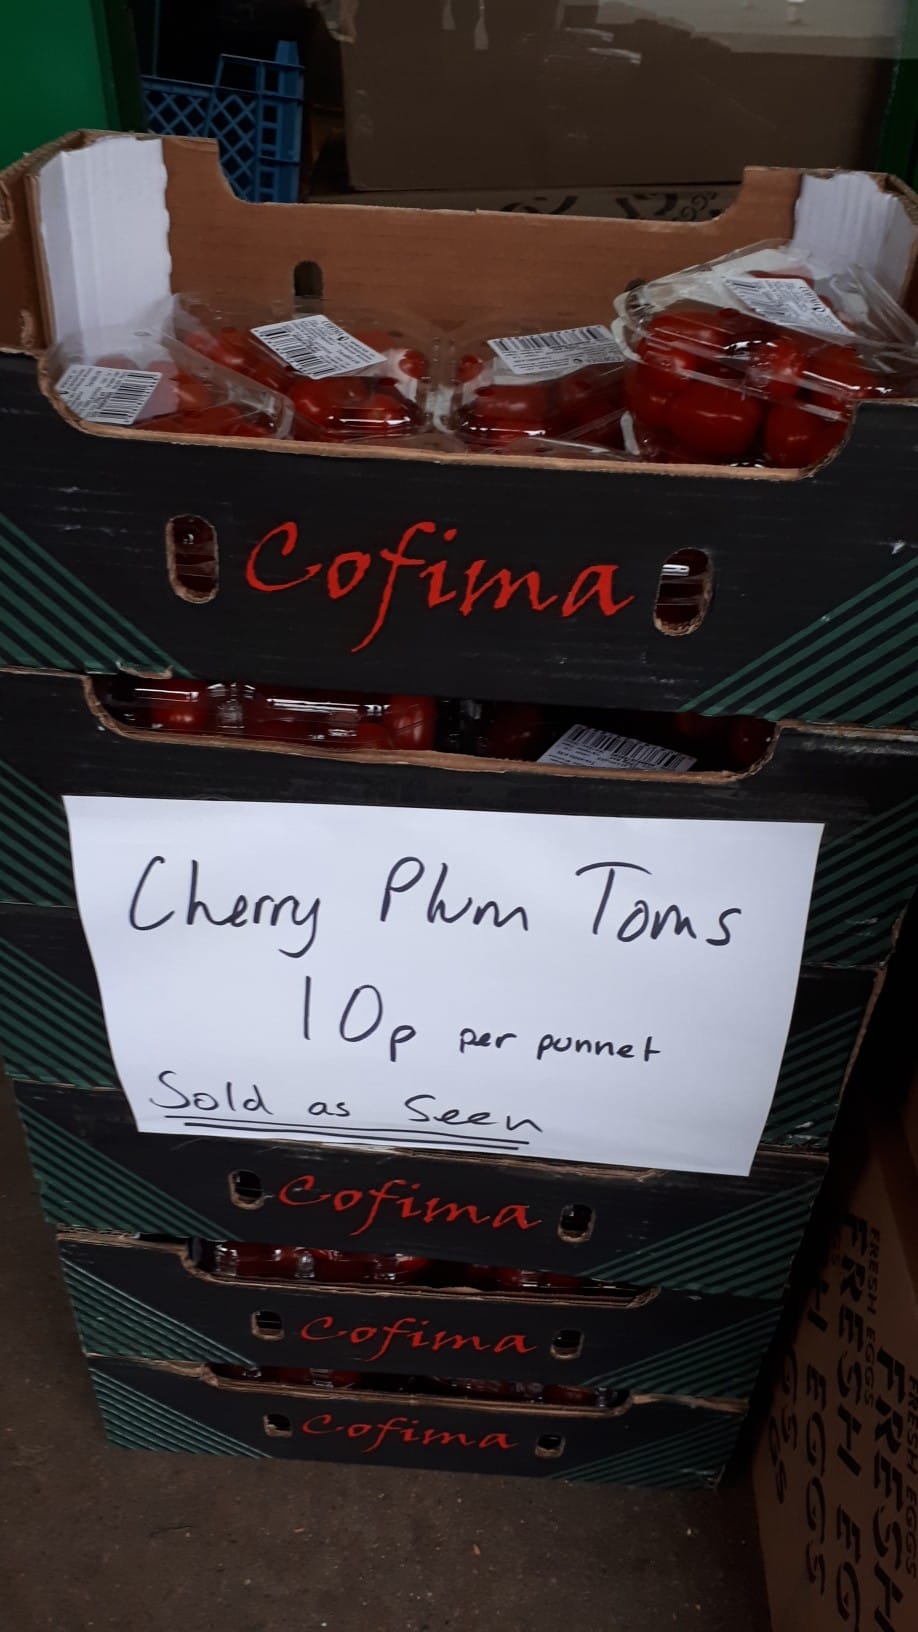 Cofima
Cherry Plum Toms
10p per punnet
Sold as Seen
Cofima
Cofima
Cofima
FRESH EGGS
FRESH EGGS